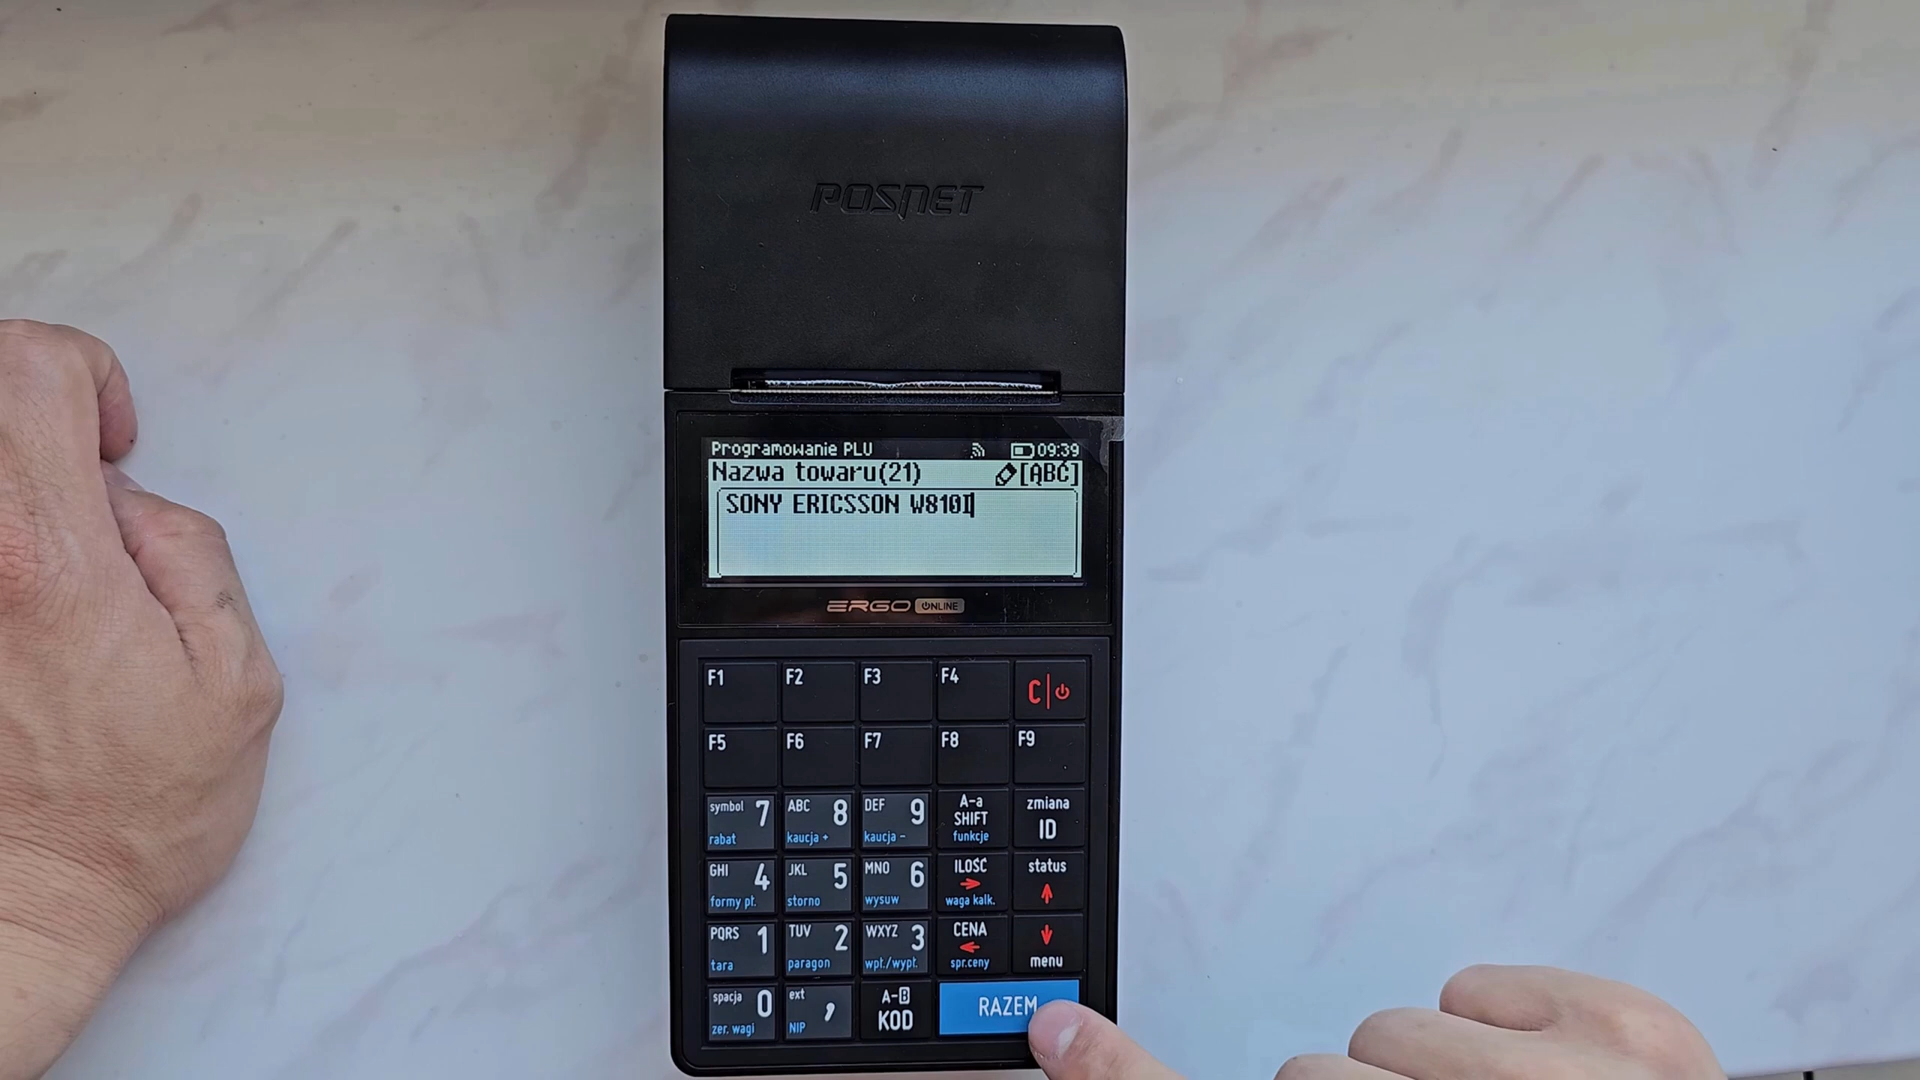 POSNET
Programowanie PLU 09:39
Nazwa towaru(21) [ĄBĆ]
SONY ERICSSON W810I
ERGO ONLINE
F1 F2 F3 F4 C
F5 F6 F7 F8 F9
symbol 7 rabat
ABC 8 kaucja +
DEF 9 kaucja -
A-a SHIFT funkcje
zmiana ID
GHI 4 formy pł.
JKL 5 storno
MNO 6 wysuw
ILOŚĆ waga kalk.
status
PQRS 1 tara
TUV 2 paragon
WXYZ 3 wpł./wypł.
CENA spr.ceny
menu
spacja 0 zer. wagi
ext , NIP
A-B KOD
RAZEM